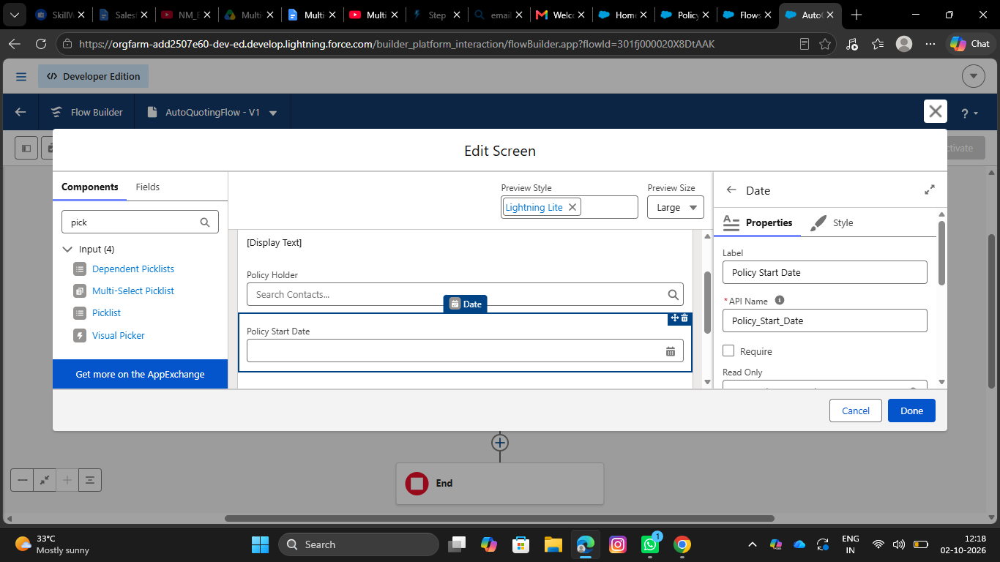 SkillW
Salesf
NM_E
Multi-
Multi
Multi
Step
email
Welco
Home
Policy
Flows
Auto
https://orgfarm-add2507e60-dev-ed.develop.lightning.force.com/builder_platform_interaction/flowBuilder.app?flowId=301fj000020X8DtAAK
Chat
</> Developer Edition
Flow Builder
AutoQuotingFlow - V1
?
ctivate
Edit Screen
Components
Fields
pick
Input (4)
Dependent Picklists
Multi-Select Picklist
Picklist
Visual Picker
Get more on the AppExchange
Preview Style
Lightning Lite
Preview Size
Large
[Display Text]
Policy Holder
Search Contacts...
Date
Policy Start Date
Date
Properties
Style
Label
Policy Start Date
* API Name
Policy_Start_Date
Require
Read Only
Cancel
Done
End
33°C
Mostly sunny
Search
1
ENG
IN
12:18
02-10-2026